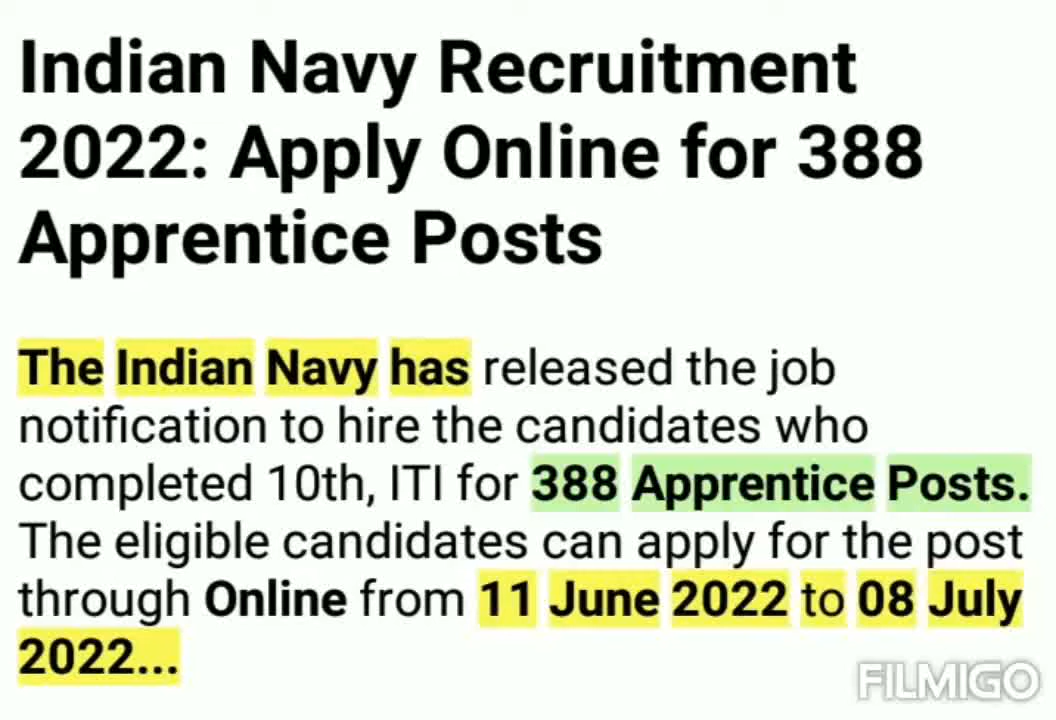 Indian Navy Recruitment
2022: Apply Online for 388
Apprentice Posts
The Indian Navy has released the job
notification to hire the candidates who
completed 10th, ITI for 388 Apprentice Posts.
The eligible candidates can apply for the post
through Online from 11 June 2022 to 08 July
2022...
FILMIGO